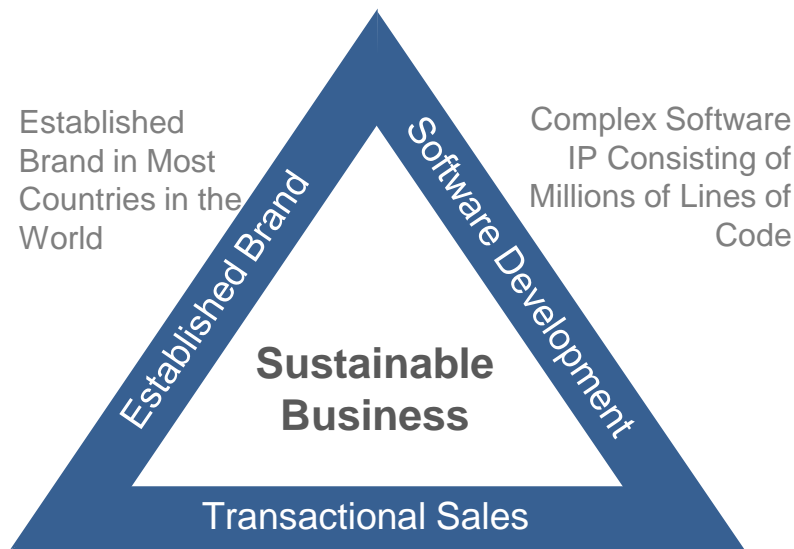 Established
Brand in Most
Countries in the
World
Complex Software
IP Consisting of
Millions of Lines of
Code
Established Brand
Software Development
Sustainable
Business
Transactional Sales